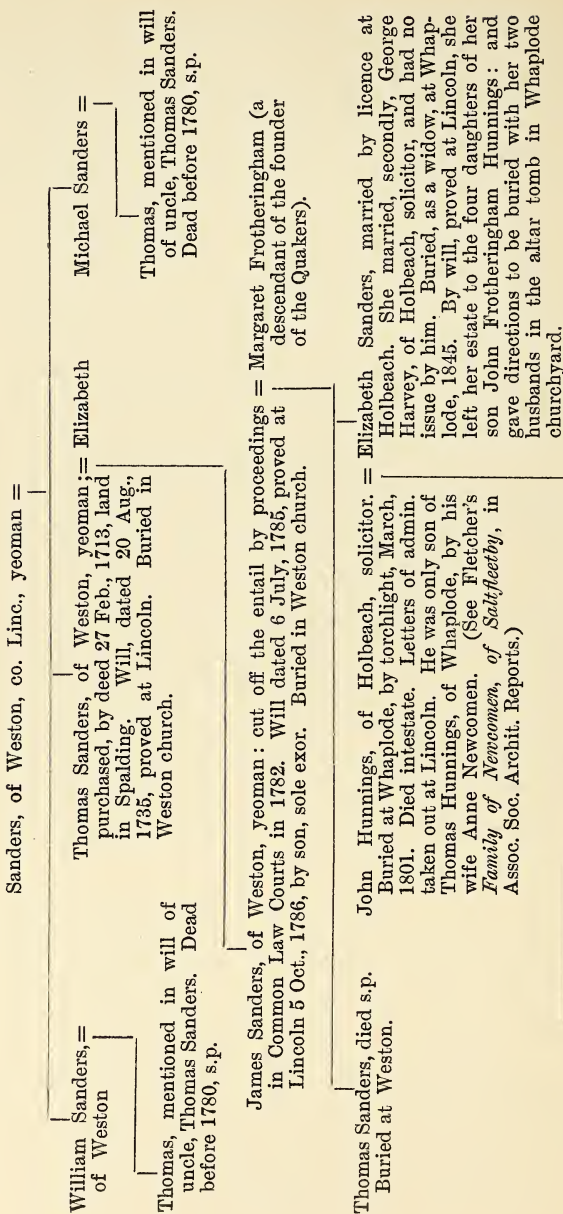 Sanders, of Weston, co. Linc., yeoman =
William Sanders, =
of Weston
Thomas, mentioned in will of
uncle, Thomas Sanders. Dead
before 1780, s.p.
Thomas Sanders, of Weston, yeoman; = Elizabeth
purchased, by deed 27 Feb., 1713, land
in Spalding. Will, dated 20 Aug.,
1735, proved at Lincoln. Buried in
Weston church.
Michael Sanders =
Thomas, mentioned in will
of uncle, Thomas Sanders.
Dead before 1780, s.p.
James Sanders, of Weston, yeoman: cut off the entail by proceedings
in Common Law Courts in 1782. Will dated 6 July, 1785, proved at
Lincoln 5 Oct., 1786, by son, sole exor. Buried in Weston church.
= Margaret Frotheringham (a
descendant of the founder
of the Quakers).
Thomas Sanders, died s.p.
Buried at Weston.
John Hunnings, of Holbeach, solicitor.
Buried at Whaplode, by torchlight, March,
1801. Died intestate. Letters of admin.
taken out at Lincoln. He was only son of
Thomas Hunnings, of Whaplode, by his
wife Anne Newcomen. (See Fletcher's
Family of Newcomen, of Saltfleetby, in
Assoc. Soc. Archit. Reports.)
= Elizabeth Sanders, married by licence at
Holbeach. She married, secondly, George
Harvey, of Holbeach, solicitor, and had no
issue by him. Buried, as a widow, at Whap-
lode, 1845. By will, proved at Lincoln, she
left her estate to the four daughters of her
son John Frotheringham Hunnings: and
gave directions to be buried with her two
husbands in the altar tomb in Whaplode
churchyard.